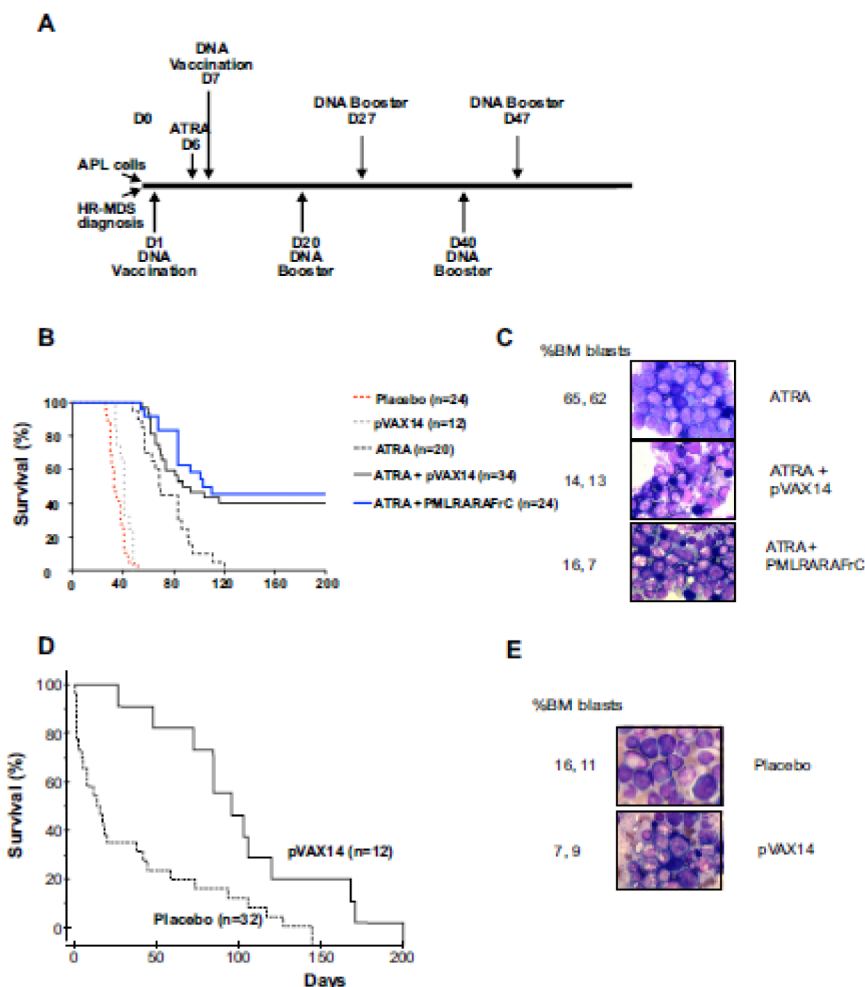 A
DNA
Vaccination
D7
D0
ATRA
D6
DNA Booster
D27
DNA Booster
D47
APL cells
HR-MDS
diagnosis
D1
DNA
Vaccination
D20
DNA
Booster
D40
DNA
Booster
B
Survival (%)
100
80
60
40
20
0
0 40 80 120 160 200
Placebo (n=24)
pVAX14 (n=12)
ATRA (n=20)
ATRA + pVAX14 (n=34)
ATRA + PMLRARAFrC (n=24)
C
%BM blasts
65, 62
ATRA
14, 13
ATRA +
pVAX14
16, 7
ATRA +
PMLRARAFrC
D
Survival (%)
100
80
60
40
20
0
0 50 100 150 200
Days
pVAX14 (n=12)
Placebo (n=32)
E
%BM blasts
16, 11
Placebo
7, 9
pVAX14